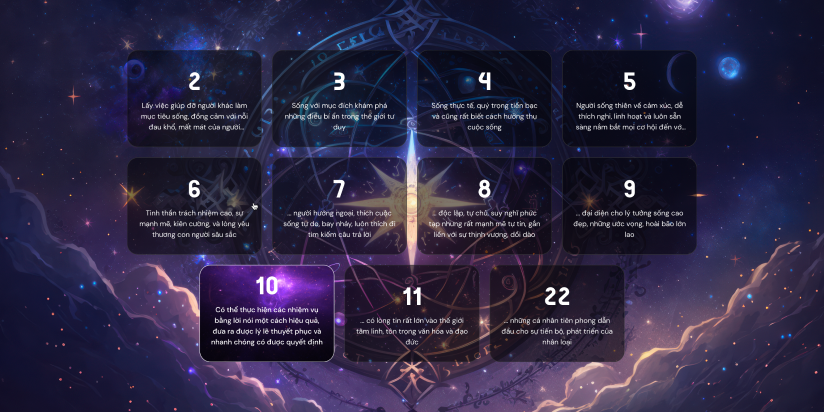 2
Lấy việc giúp đỡ người khác làm
mục tiêu sống, đồng cảm với nỗi
đau khổ, mất mát của người...
3
Sống với mục đích khám phá
những điều bí ẩn trong thế giới tư
duy
4
Sống thực tế, quý trọng tiền bạc
và cũng rất biết cách hưởng thụ
cuộc sống
5
Người sống thiên về cảm xúc, dễ
thích nghi, linh hoạt và luôn sẵn
sàng nắm bắt mọi cơ hội đến vớ...
6
Tinh thần trách nhiệm cao, sự
mạnh mẽ, kiên cường, và lòng yêu
thương con người sâu sắc
7
... người hướng ngoại, thích cuộc
sống tự do, bay nhảy, luôn thích đi
tìm kiếm câu trả lời
8
... độc lập, tự chủ, suy nghĩ phức
tạp nhưng rất mạnh mẽ tự tin, gắn
liền với sự thịnh vượng, dồi dào
9
... đại diện cho lý tưởng sống cao
đẹp, những ước vọng, hoài bão lớn
lao
10
Có thể thực hiện các nhiệm vụ
bằng lời nói một cách hiệu quả,
đưa ra được lý lẽ thuyết phục và
nhanh chóng có được quyết định
11
... có lòng tin rất lớn vào thế giới
tâm linh, tôn trọng văn hóa và đạo
đức
22
... những cá nhân tiên phong dẫn
đầu cho sự tiến bộ, phát triển của
nhân loại